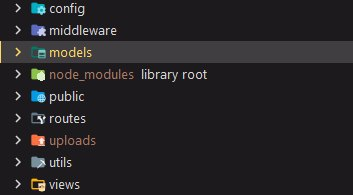 config
middleware
models
node_modules library root
public
routes
uploads
utils
views